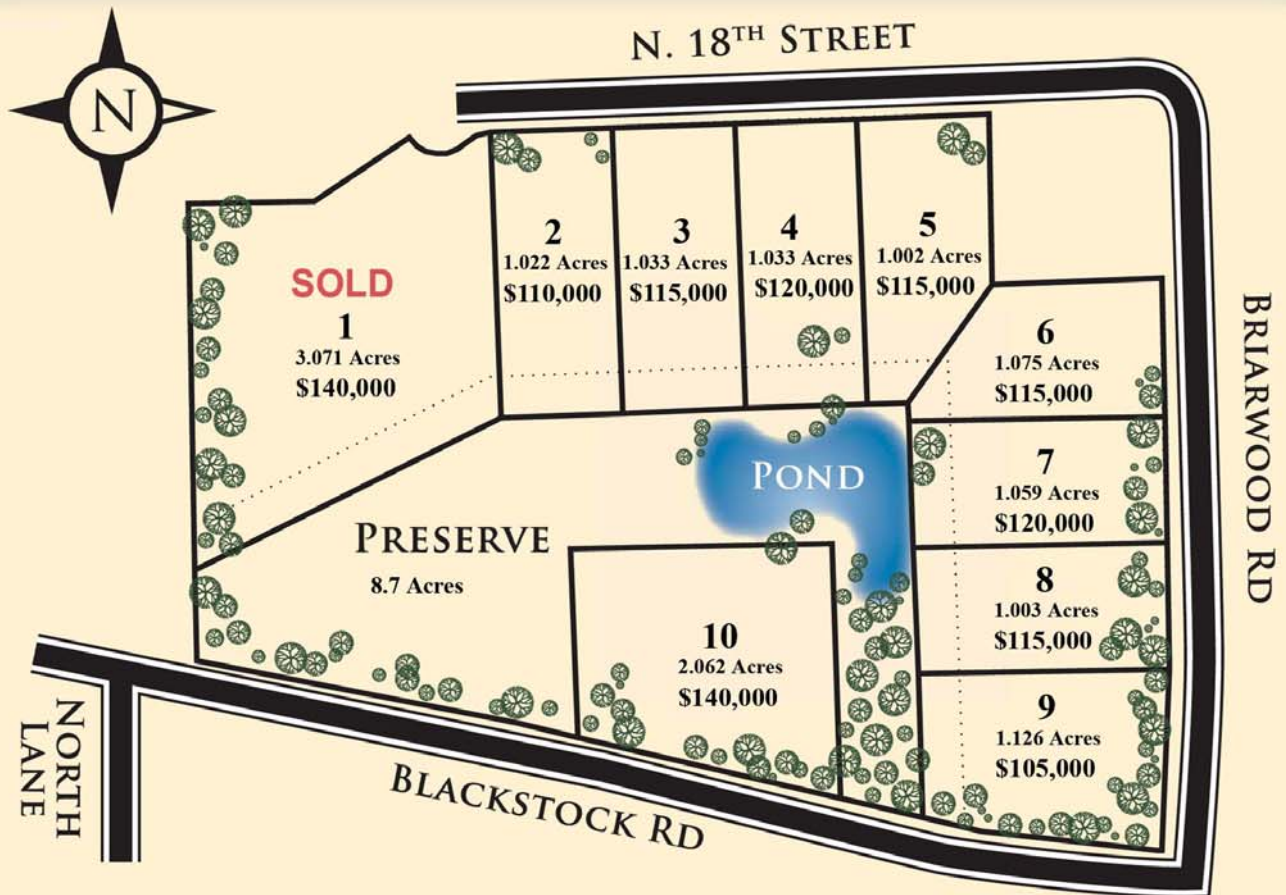 N. 18TH STREET
N
SOLD
1
3.071 Acres
$140,000
2
1.022 Acres
$110,000
3
1.033 Acres
$115,000
4
1.033 Acres
$120,000
5
1.002 Acres
$115,000
6
1.075 Acres
$115,000
7
1.059 Acres
$120,000
8
1.003 Acres
$115,000
9
1.126 Acres
$105,000
10
2.062 Acres
$140,000
POND
PRESERVE
8.7 Acres
BRIARWOOD RD
BLACKSTOCK RD
NORTH
LANE